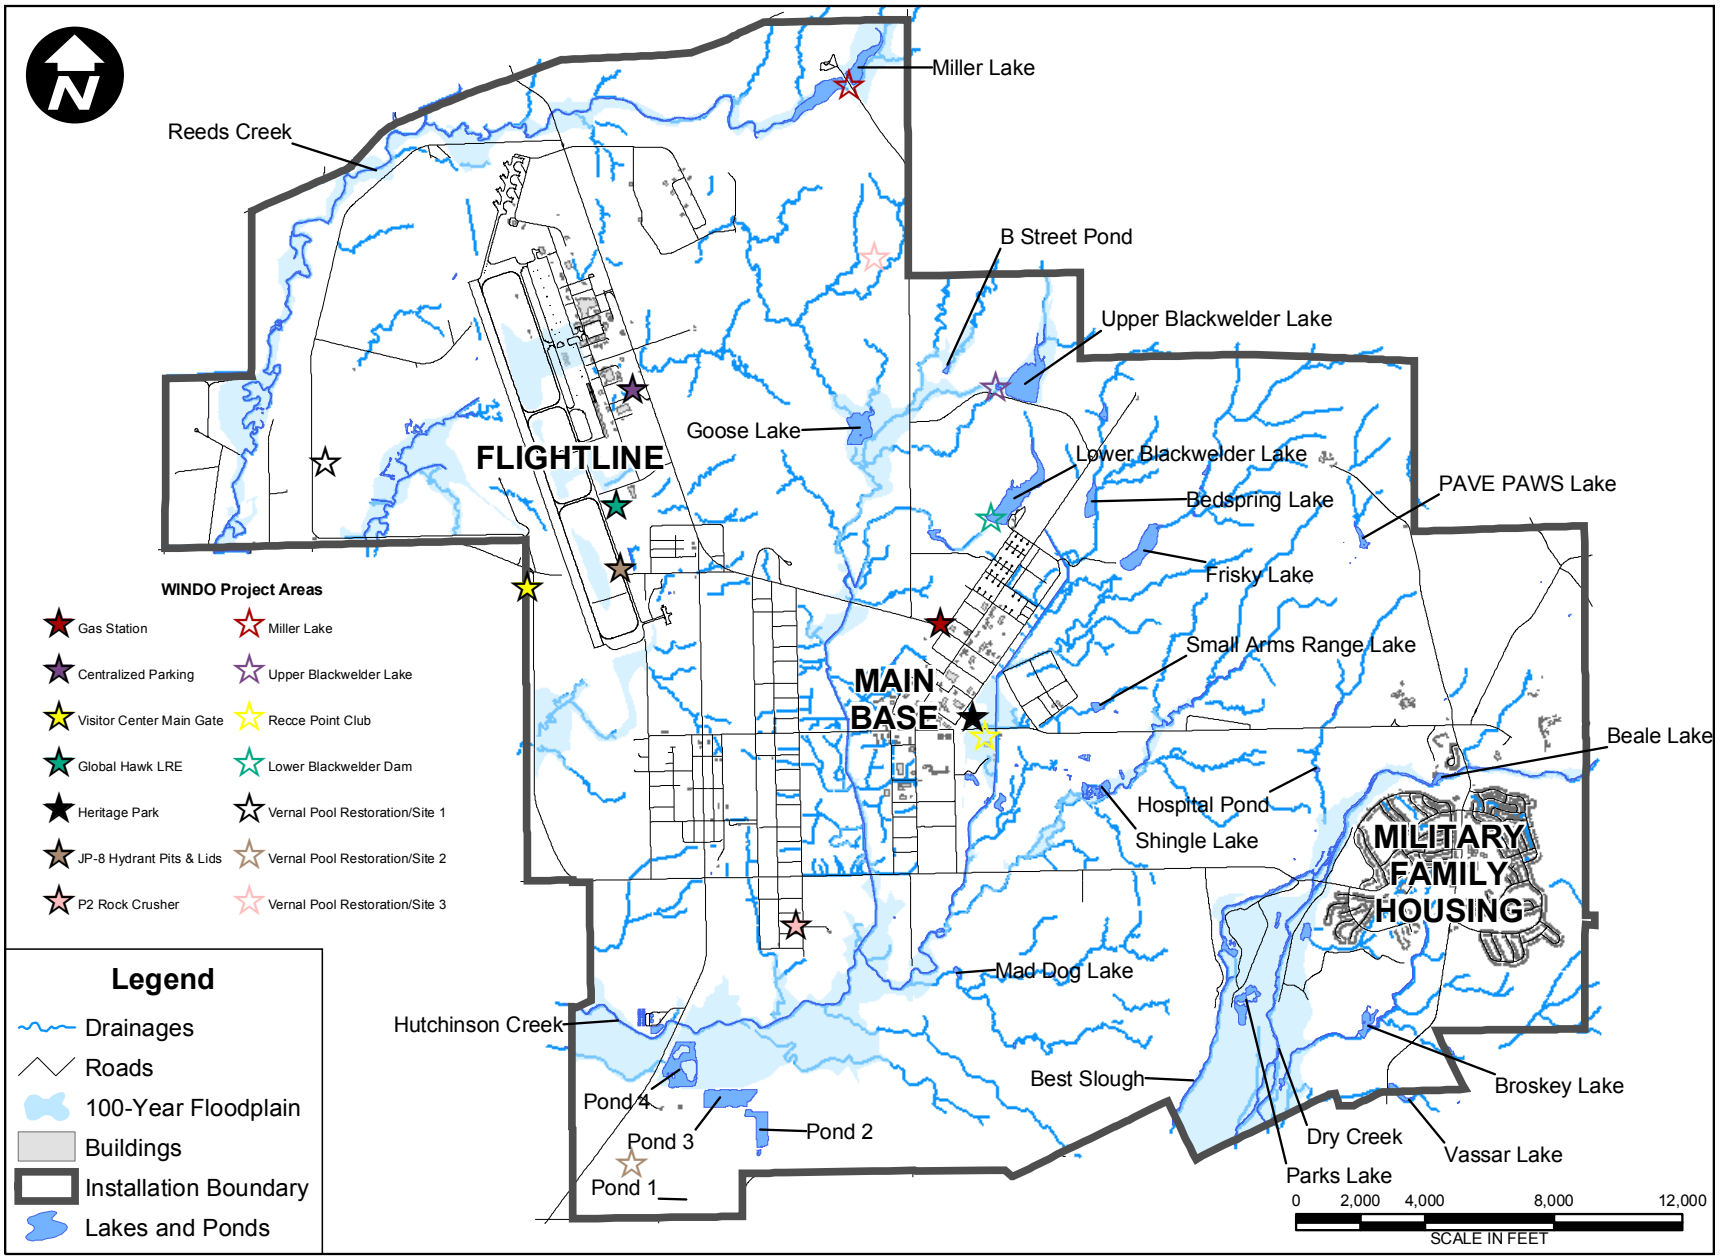 N
Miller Lake
Reeds Creek
B Street Pond
Upper Blackwelder Lake
Goose Lake
FLIGHTLINE
Lower Blackwelder Lake
Bedspring Lake
PAVE PAWS Lake
Frisky Lake
Small Arms Range Lake
MAIN
BASE
Beale Lake
Hospital Pond
Shingle Lake
MILITARY
FAMILY
HOUSING
Mad Dog Lake
Hutchinson Creek
Best Slough
Broskey Lake
Pond 4
Pond 3
Pond 2
Dry Creek
Vassar Lake
Parks Lake
Pond 1
WINDO Project Areas
Gas Station
Miller Lake
Centralized Parking
Upper Blackwelder Lake
Visitor Center Main Gate
Recce Point Club
Global Hawk LRE
Lower Blackwelder Dam
Heritage Park
Vernal Pool Restoration/Site 1
JP-8 Hydrant Pits & Lids
Vernal Pool Restoration/Site 2
P2 Rock Crusher
Vernal Pool Restoration/Site 3
Legend
Drainages
Roads
100-Year Floodplain
Buildings
Installation Boundary
Lakes and Ponds
0 2,000 4,000 8,000 12,000
SCALE IN FEET